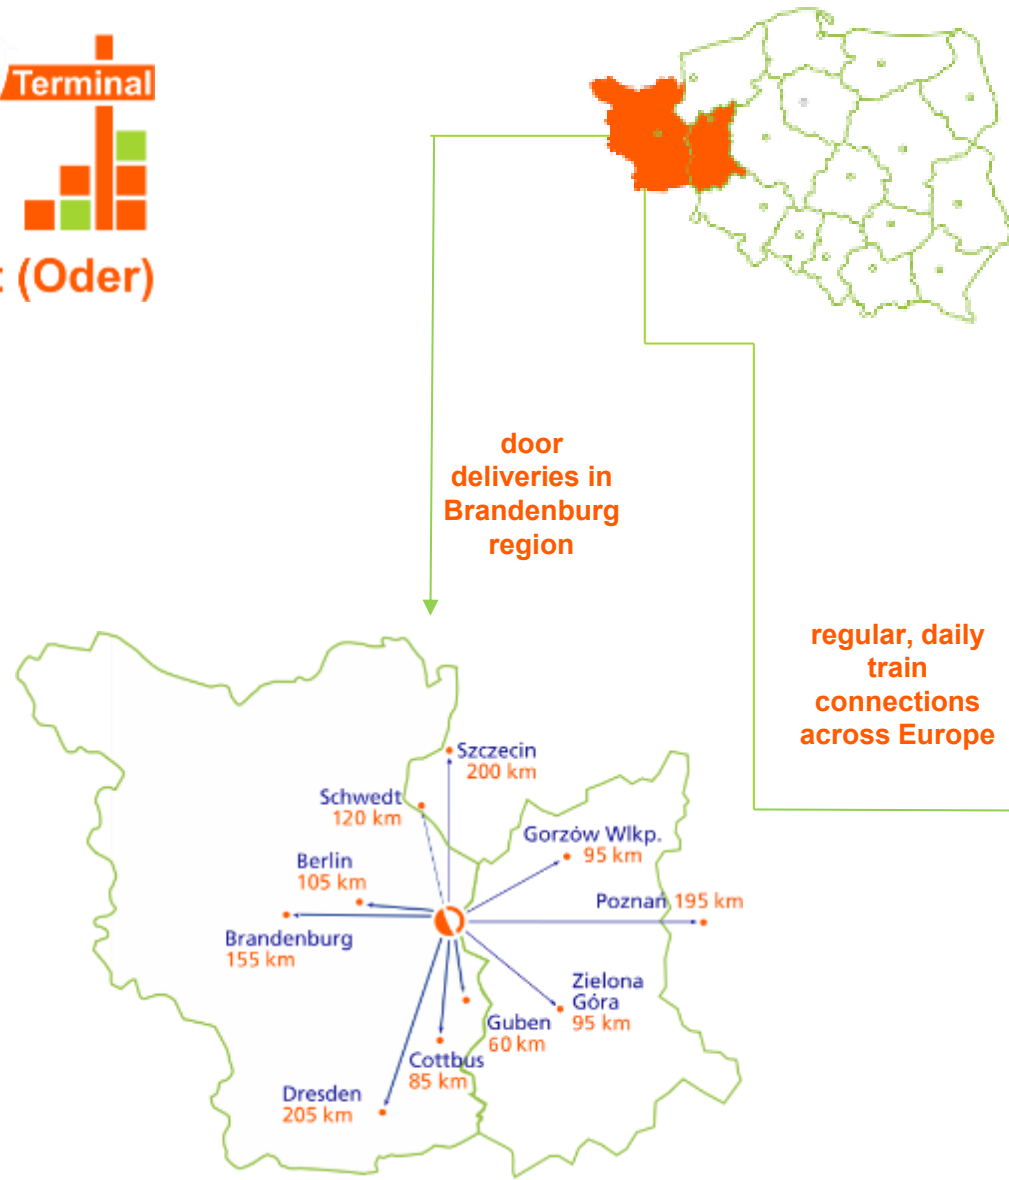 Terminal
(Oder)
door
deliveries in
Brandenburg
region
regular, daily
train
connections
across Europe
Szczecin
200 km
Schwedt
120 km
Gorzów Wlkp.
95 km
Berlin
105 km
Poznań 195 km
Brandenburg
155 km
Zielona
Góra
95 km
Guben
60 km
Cottbus
85 km
Dresden
205 km